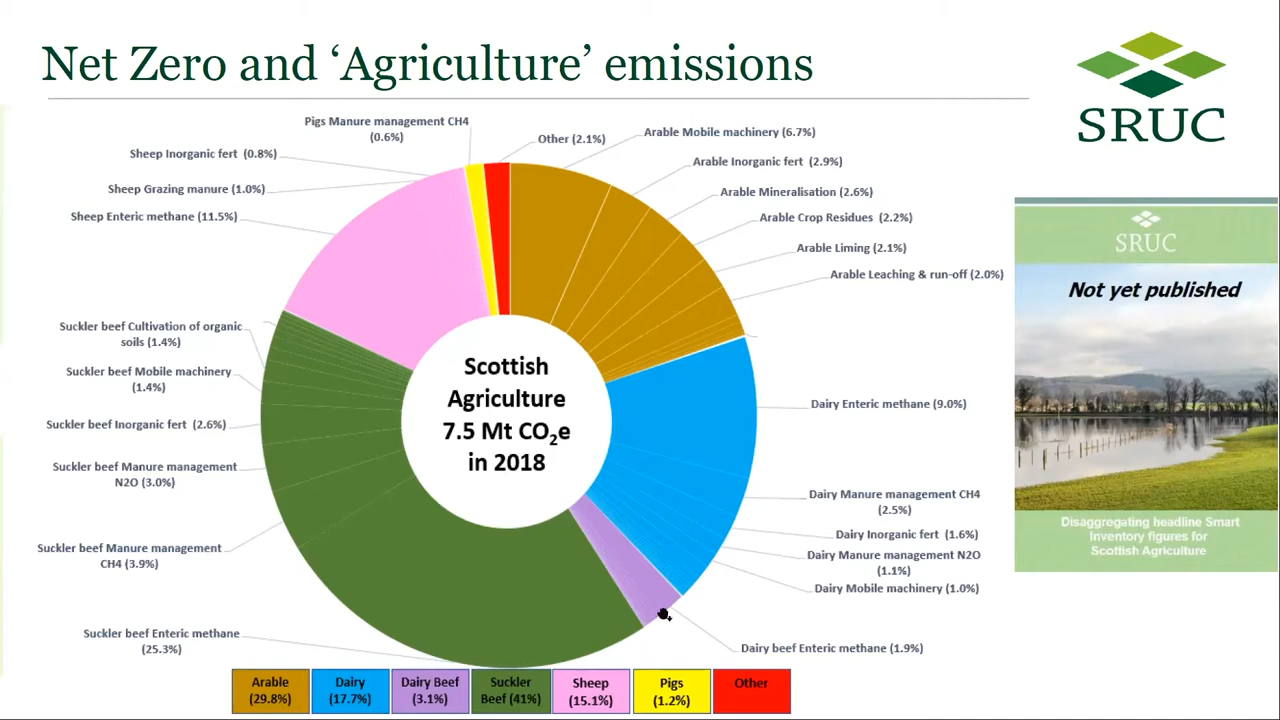 Net Zero and ‘Agriculture’ emissions
SRUC
Pigs Manure management CH4
(0.6%)
Other (2.1%)
Arable Mobile machinery (6.7%)
Sheep Inorganic fert (0.8%)
Arable Inorganic fert (2.9%)
Sheep Grazing manure (1.0%)
Arable Mineralisation (2.6%)
Sheep Enteric methane (11.5%)
Arable Crop Residues (2.2%)
Arable Liming (2.1%)
Arable Leaching & run-off (2.0%)
Suckler beef Cultivation of organic
soils (1.4%)
Suckler beef Mobile machinery
(1.4%)
Suckler beef Inorganic fert (2.6%)
Suckler beef Manure management
N2O (3.0%)
Suckler beef Manure management
CH4 (3.9%)
Suckler beef Enteric methane
(25.3%)
Scottish
Agriculture
7.5 Mt CO₂e
in 2018
Dairy Enteric methane (9.0%)
Dairy Manure management CH4
(2.5%)
Dairy Inorganic fert (1.6%)
Dairy Manure management N2O
(1.1%)
Dairy Mobile machinery (1.0%)
Dairy beef Enteric methane (1.9%)
Arable
(29.8%)
Dairy
(17.7%)
Dairy Beef
(3.1%)
Suckler
Beef (41%)
Sheep
(15.1%)
Pigs
(1.2%)
Other
SRUC
Not yet published
Disaggregating headline Smart
Inventory figures for
Scottish Agriculture